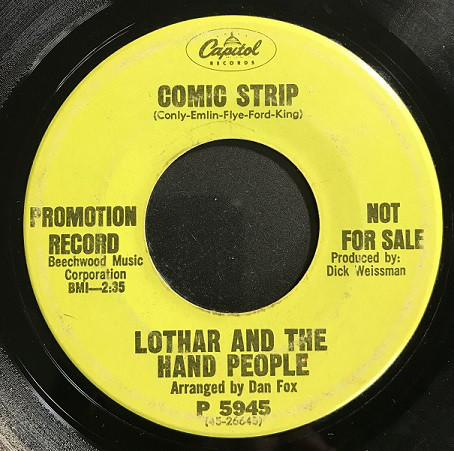 Capitol
RECORDS
COMIC STRIP
(Conly-Emlin-Flye-Ford-King)
PROMOTION
RECORD
Beechwood Music
Corporation
BMI—2:35
NOT
FOR SALE
Produced by:
Dick Weissman
LOTHAR AND THE
HAND PEOPLE
Arranged by Dan Fox
P 5945
(45-26645)